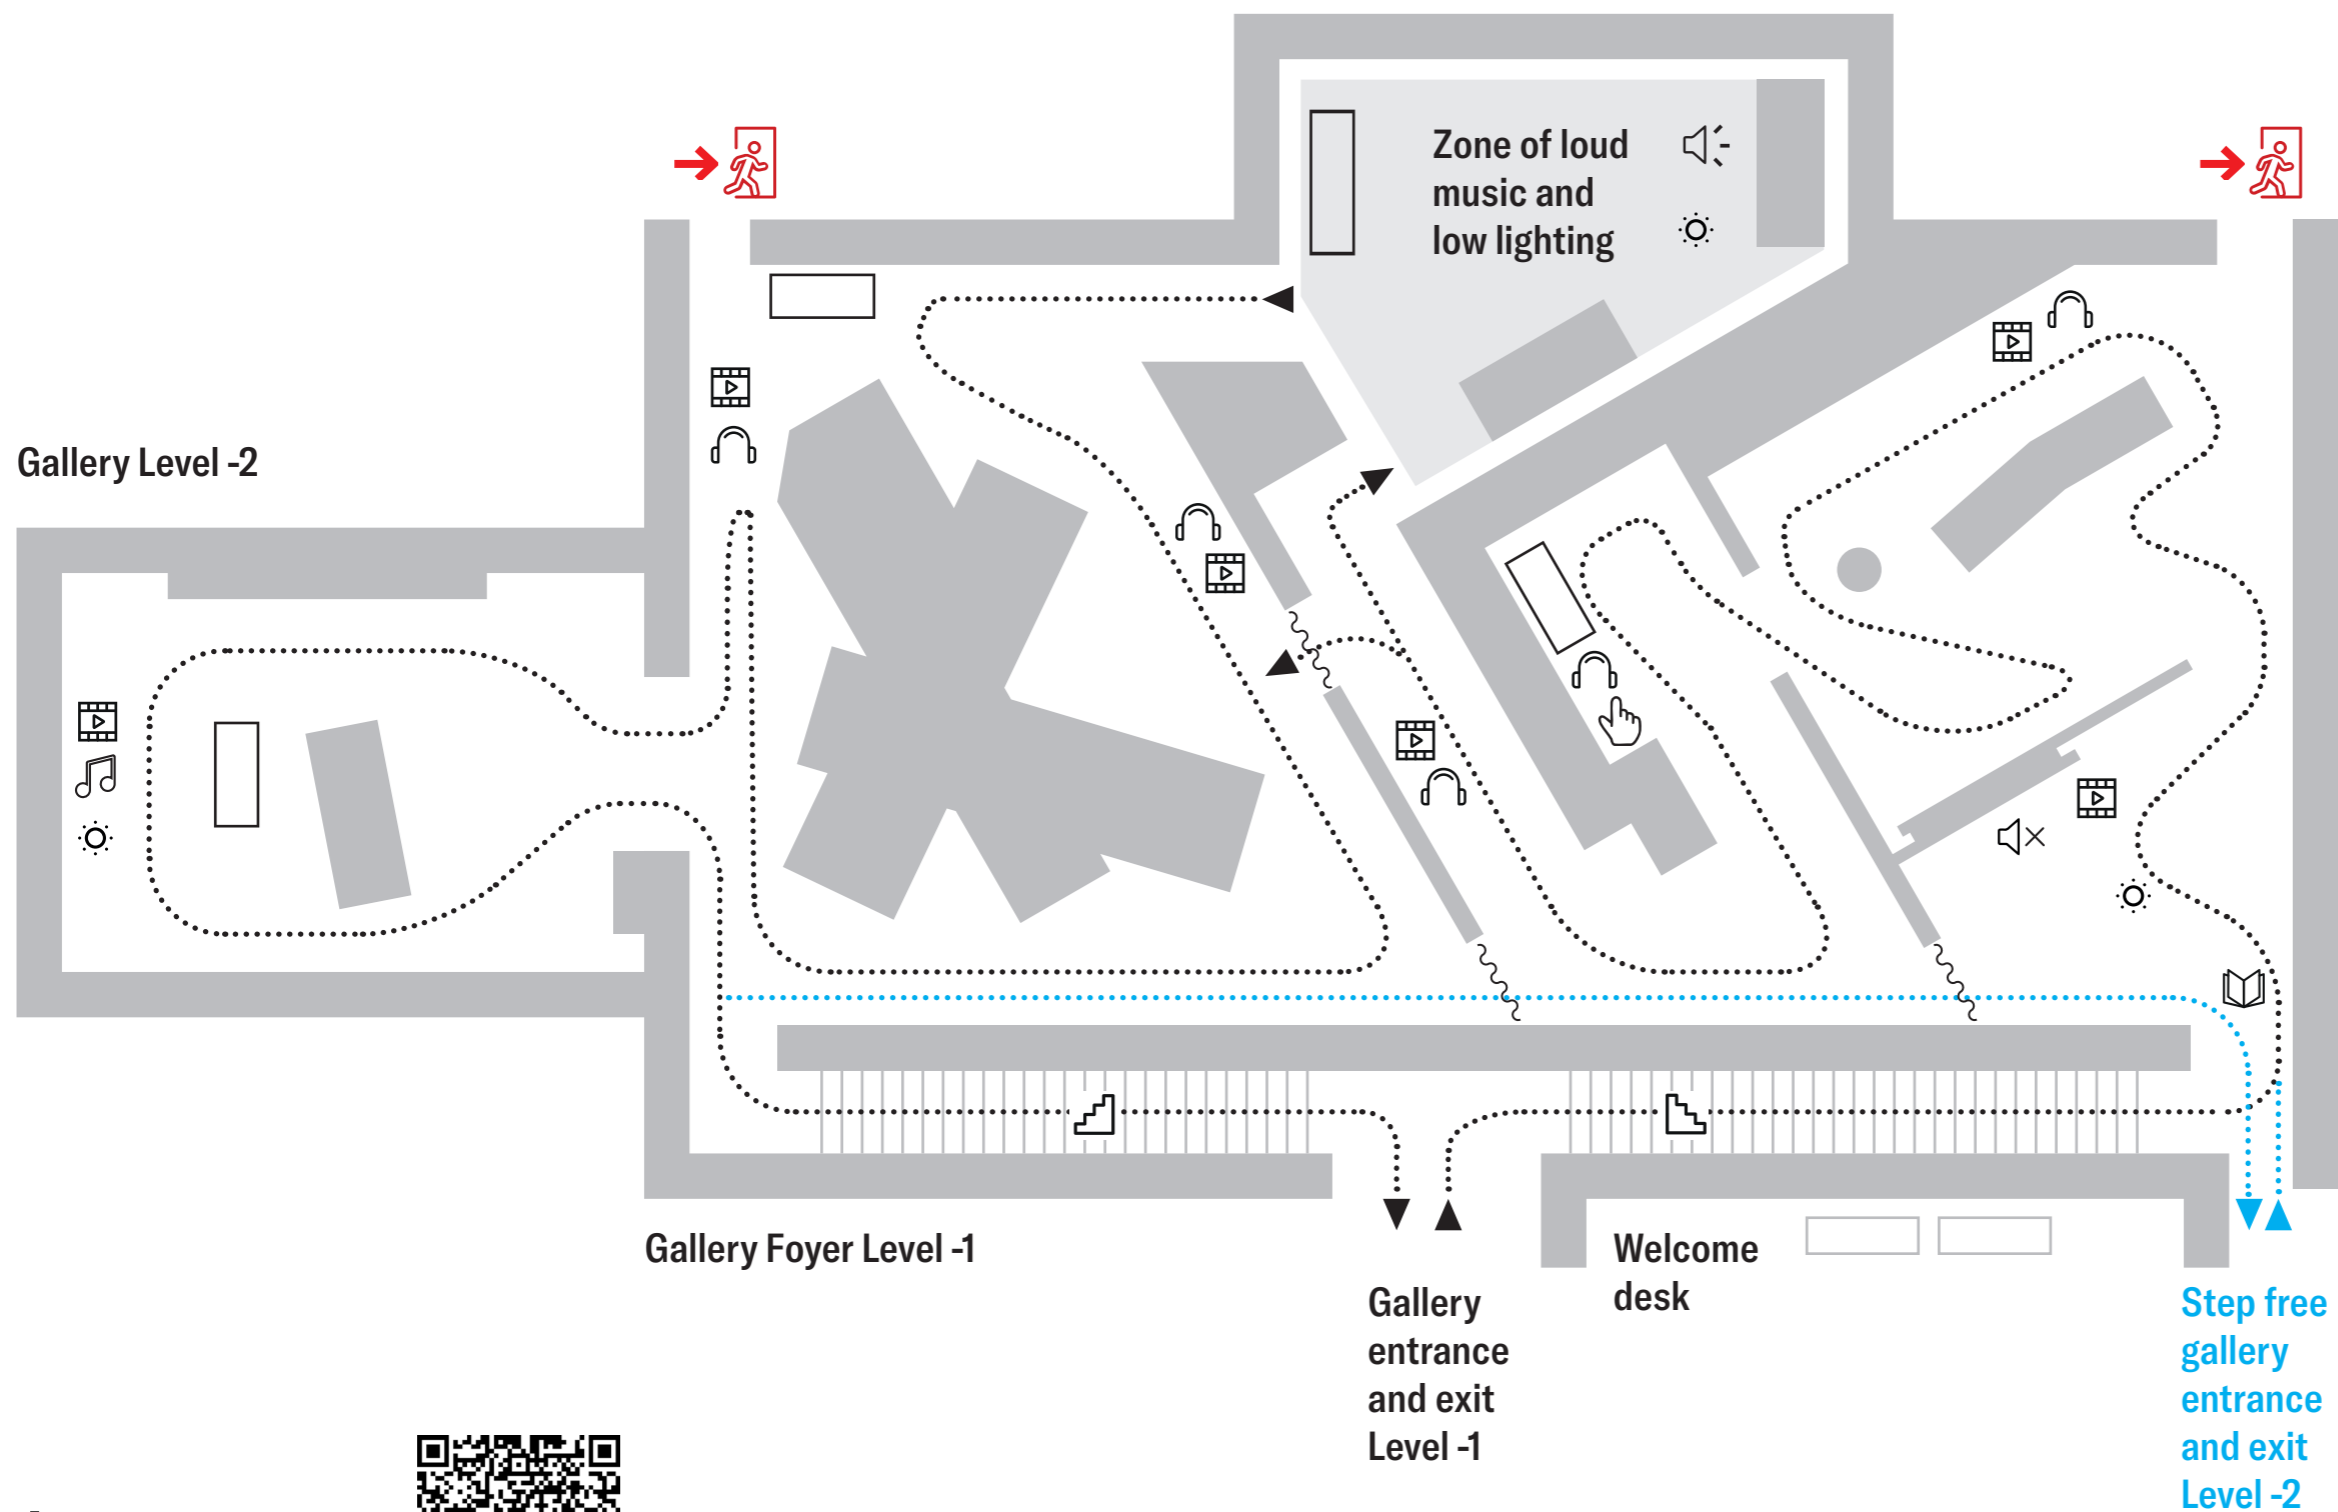 Zone of loud
music and
low lighting
Gallery Level -2
Gallery Foyer Level -1
Welcome
desk
Gallery
entrance
and exit
Level -1
Step free
gallery
entrance
and exit
Level -2